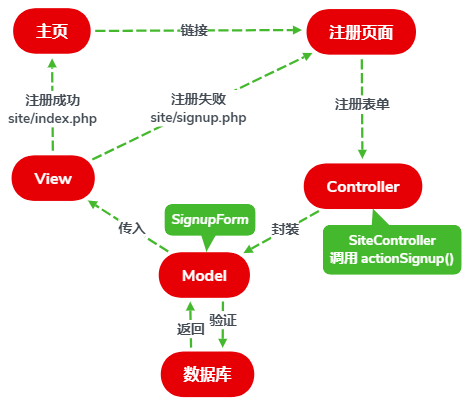 主页
链接
注册页面
注册成功
site/index.php
注册失败
site/signup.php
注册表单
View
Controller
传入
SignupForm
封装
SiteController
调用 actionSignup()
Model
返回
验证
数据库